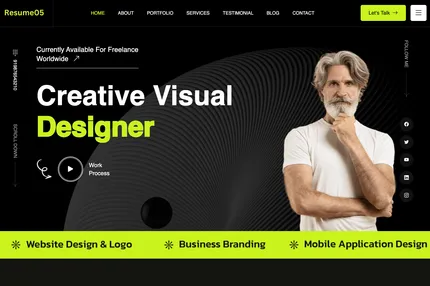 Resume05
HOME ABOUT PORTFOLIO SERVICES TESTIMONIAL BLOG CONTACT
Let's Talk
Currently Available For Freelance
Worldwide
FOLLOW ME
Creative Visual
Designer
SCROLL DOWN
Work
Process
Website Design & Logo Business Branding Mobile Application Design